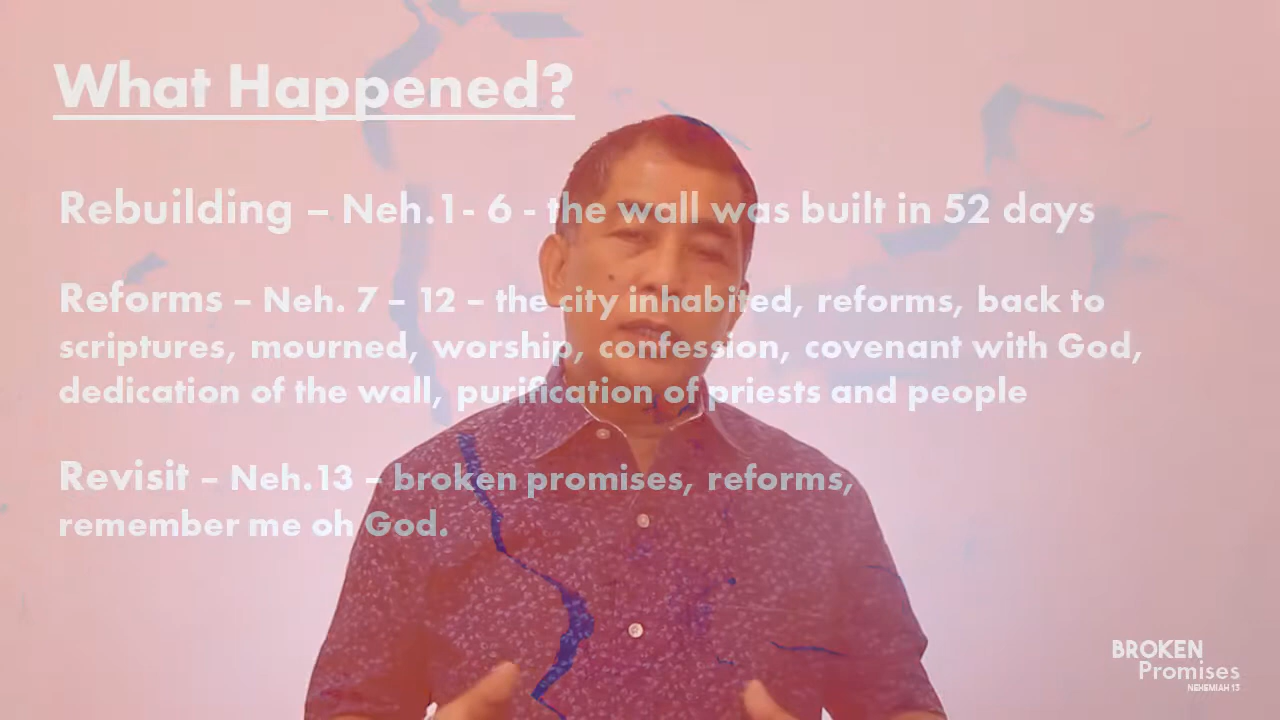 What Happened?
Rebuilding – Neh.1- 6 - the wall was built in 52 days
Reforms – Neh. 7 – 12 – the city inhabited, reforms, back to
scriptures, mourned, worship, confession, covenant with God,
dedication of the wall, purification of priests and people
Revisit – Neh.13 – broken promises, reforms,
remember me oh God.
BROKEN
Promises
NEHEMIAH 13